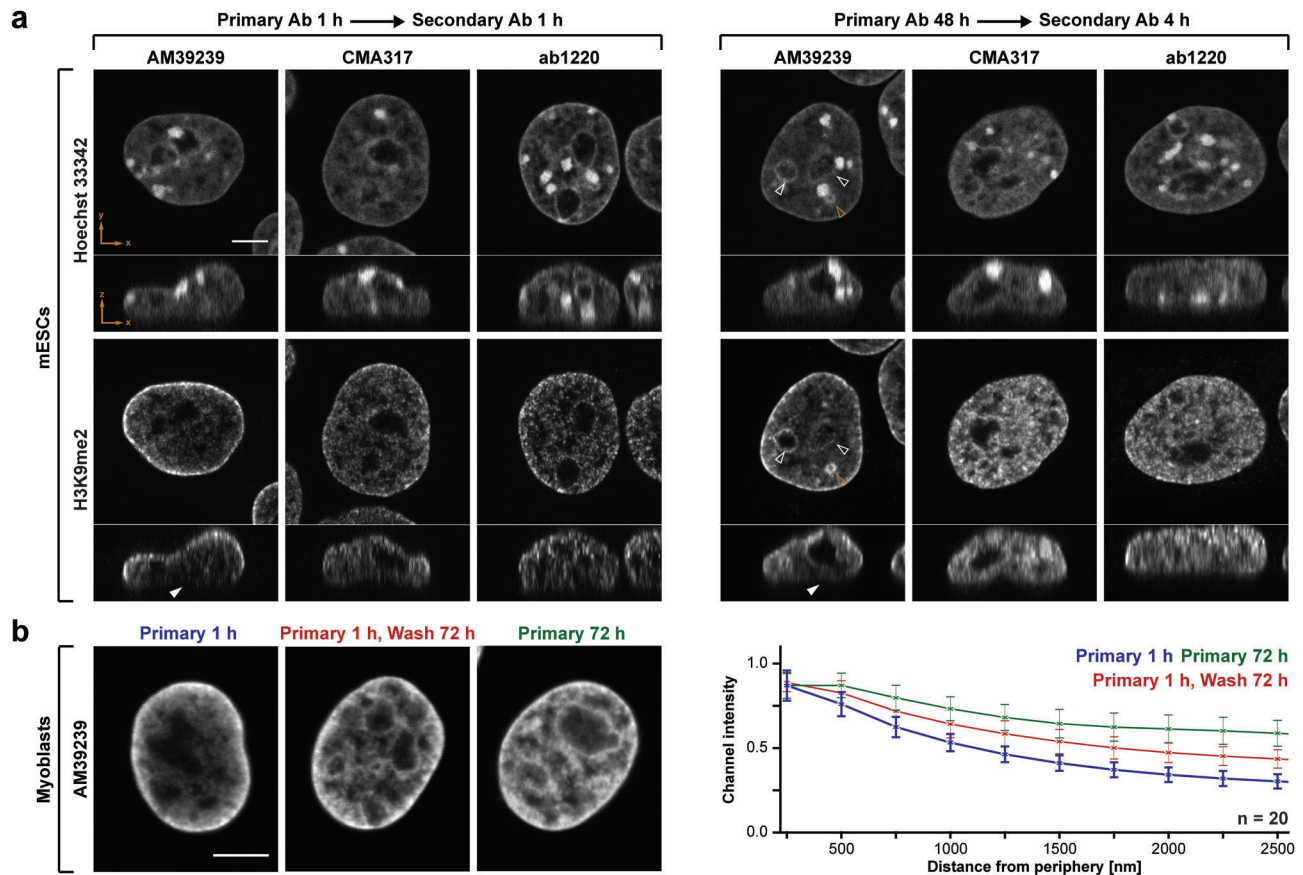 a
Primary Ab 1 h → Secondary Ab 1 h
Primary Ab 48 h → Secondary Ab 4 h
AM39239 CMA317 ab1220
AM39239 CMA317 ab1220
mESCs
Hoechst 33342
y
x
z
x
H3K9me2
b
Primary 1 h Primary 1 h, Wash 72 h Primary 72 h
Myoblasts
AM39239
Channel intensity
1.0
0.5
0.0
Primary 1 h Primary 72 h
Primary 1 h, Wash 72 h
n = 20
500 1000 1500 2000 2500
Distance from periphery [nm]